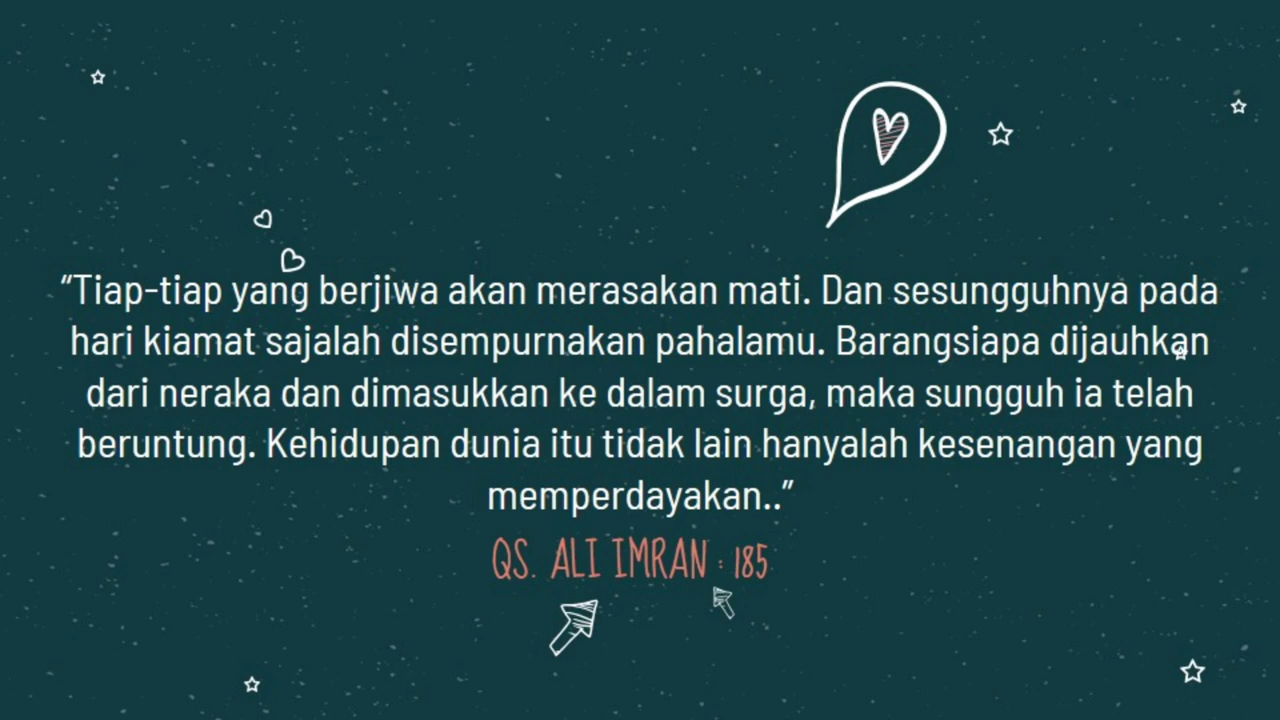 “Tiap-tiap yang berjiwa akan merasakan mati. Dan sesungguhnya pada
hari kiamat sajalah disempurnakan pahalamu. Barangsiapa dijauhkan
dari neraka dan dimasukkan ke dalam surga, maka sungguh ia telah
beruntung. Kehidupan dunia itu tidak lain hanyalah kesenangan yang
memperdayakan..”
QS. ALI IMRAN : 185